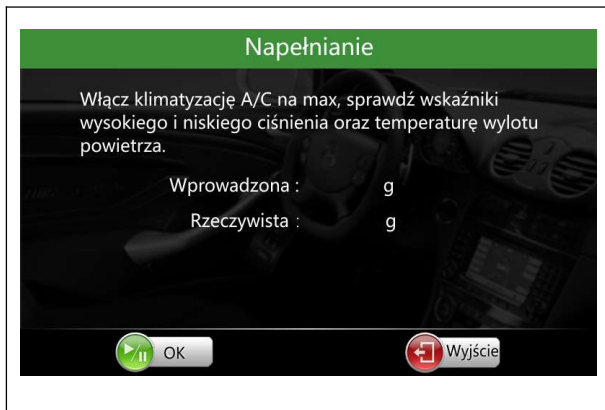 Napełnianie
Włącz klimatyzację A/C na max, sprawdź wskaźniki
wysokiego i niskiego ciśnienia oraz temperaturę wylotu
powietrza.
Wprowadzona : g
Rzeczywista : g
OK
Wyjście